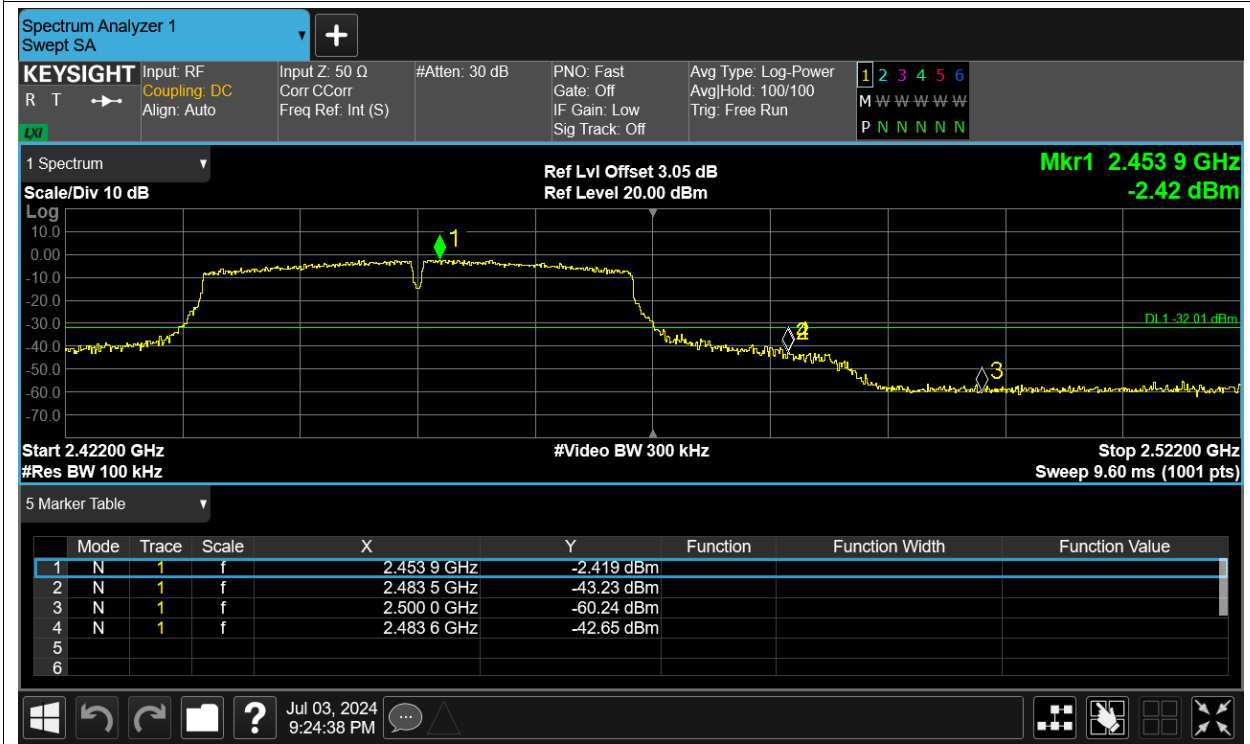 Spectrum Analyzer 1
Swept SA
KEYSIGHT
R T
LXI
Input: RF
Coupling: DC
Align: Auto
Input Z: 50 Ω
Corr CCorr
Freq Ref: Int (S)
#Atten: 30 dB
PNO: Fast
Gate: Off
IF Gain: Low
Sig Track: Off
Avg Type: Log-Power
Avg|Hold: 100/100
Trig: Free Run
1 2 3 4 5 6
M W W W W W
P N N N N N
1 Spectrum
Scale/Div 10 dB
Ref Lvl Offset 3.05 dB
Ref Level 20.00 dBm
Mkr1 2.453 9 GHz
-2.42 dBm
Log
10.0
0.00
-10.0
-20.0
-30.0
-40.0
-50.0
-60.0
-70.0
1
3
DL1 -32.01 dBm
Start 2.42200 GHz
#Res BW 100 kHz
#Video BW 300 kHz
Stop 2.52200 GHz
Sweep 9.60 ms (1001 pts)
5 Marker Table
Mode Trace Scale X Y Function Function Width Function Value
1 N 1 f 2.453 9 GHz -2.419 dBm
2 N 1 f 2.483 5 GHz -43.23 dBm
3 N 1 f 2.500 0 GHz -60.24 dBm
4 N 1 f 2.483 6 GHz -42.65 dBm
5
6
?
Jul 03, 2024
9:24:38 PM